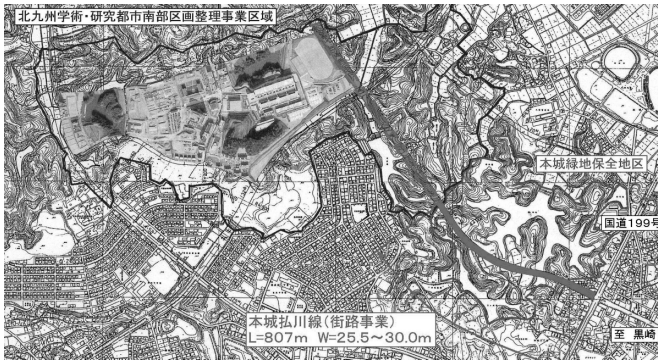 北九州学術・研究都市南部区画整理事業区域
本城緑地保全地区
国道199号
本城払川線(街路事業)
L=807m W=25.5～30.0m
至 黒崎